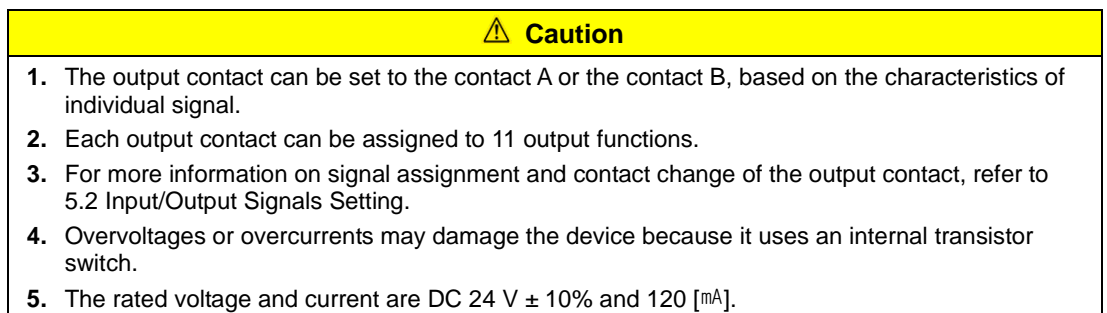 ⚠ Caution
1. The output contact can be set to the contact A or the contact B, based on the characteristics of
individual signal.
2. Each output contact can be assigned to 11 output functions.
3. For more information on signal assignment and contact change of the output contact, refer to
5.2 Input/Output Signals Setting.
4. Overvoltages or overcurrents may damage the device because it uses an internal transistor
switch.
5. The rated voltage and current are DC 24 V ± 10% and 120 [㎃].